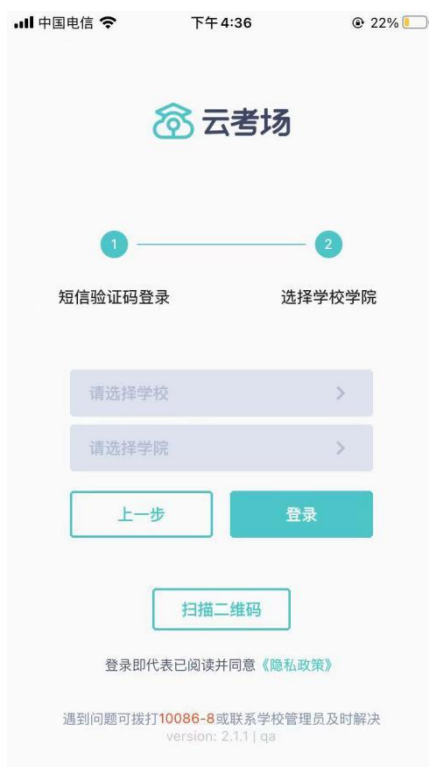 中国电信 下午4:36 22%
云考场
1 2
短信验证码登录 选择学校学院
请选择学校
请选择学院
上一步 登录
扫描二维码
登录即代表已阅读并同意《隐私政策》
遇到问题可拨打10086-8或联系学校管理员及时解决
version: 2.1.1 | qa